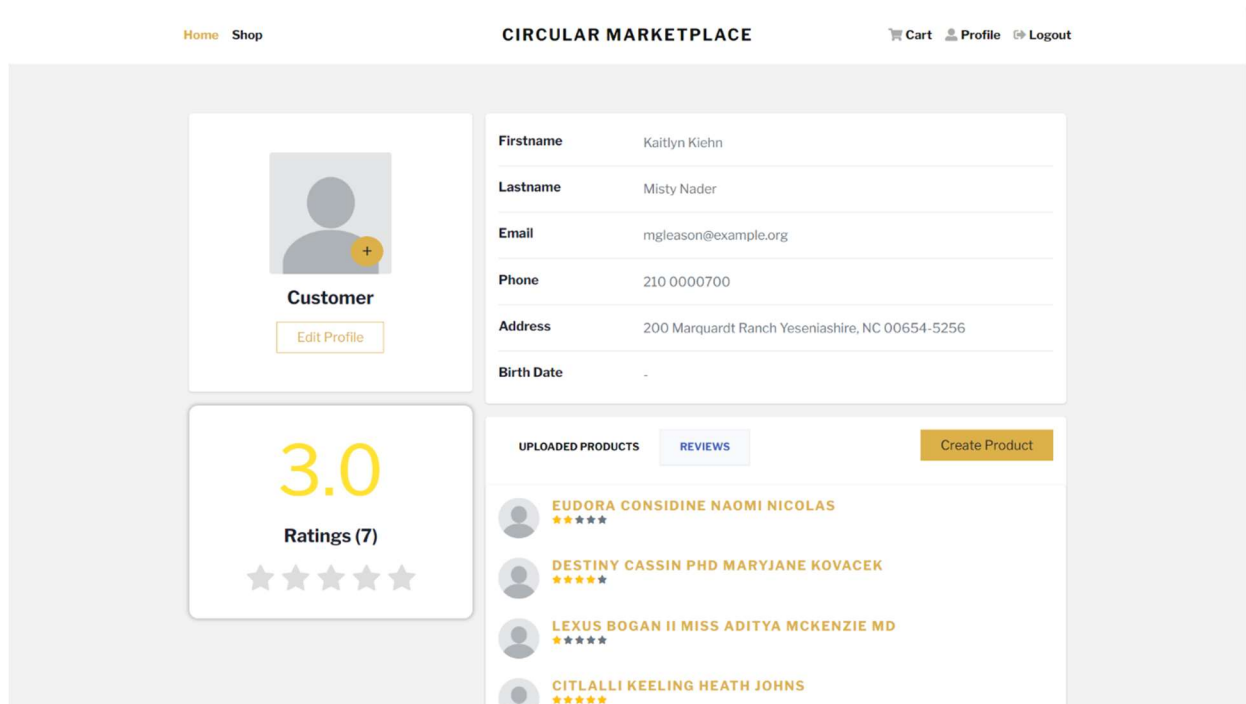 Home Shop CIRCULAR MARKETPLACE Cart Profile Logout
Customer
Edit Profile
Firstname Kaitlyn Kiehn
Lastname Misty Nader
Email mgleason@example.org
Phone 210 0000700
Address 200 Marquardt Ranch Yeseniashire, NC 00654-5256
Birth Date -
3.0
Ratings (7)
UPLOADED PRODUCTS REVIEWS Create Product
EUDORA CONSIDINE NAOMI NICOLAS
DESTINY CASSIN PHD MARYJANE KOVACEK
LEXUS BOGAN II MISS ADITYA MCKENZIE MD
CITLALLI KEELING HEATH JOHNS